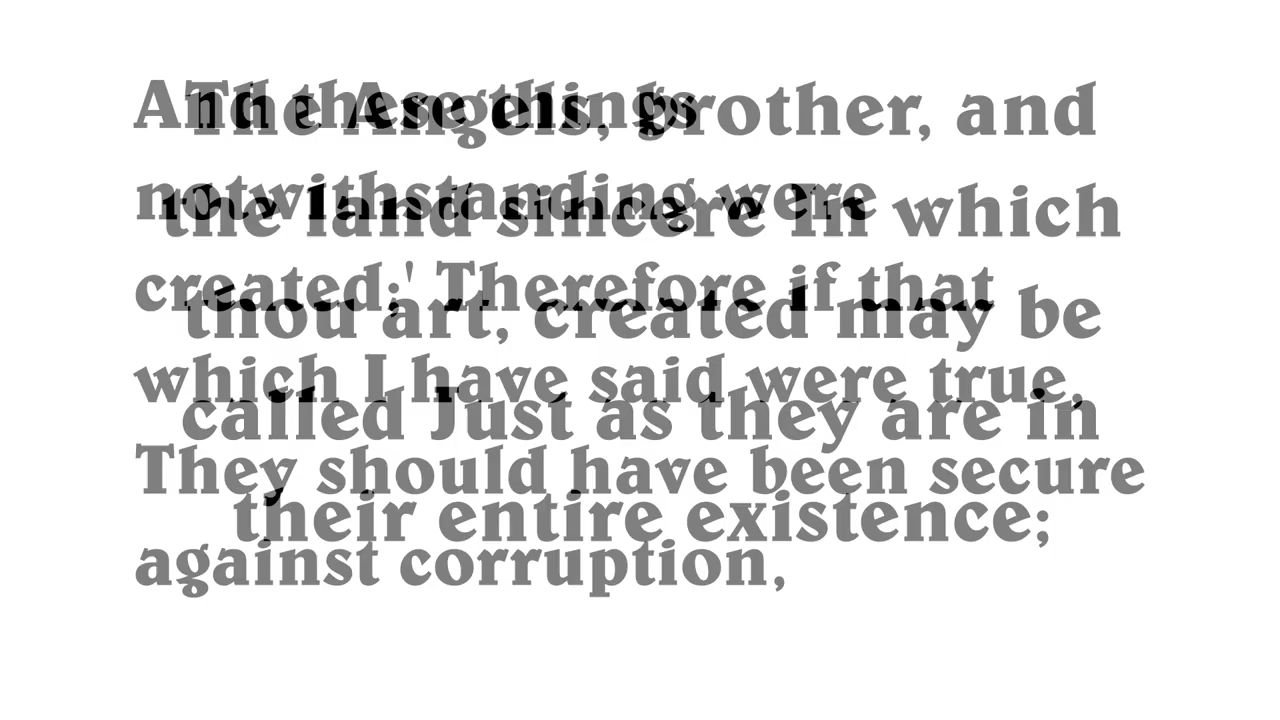 And these things
notwithstanding were
created;' Therefore if that
which I have said were true,
They should have been secure
against corruption,
The Angels, brother, and
the land sincere In which
thou art, created may be
called Just as they are in
their entire existence;